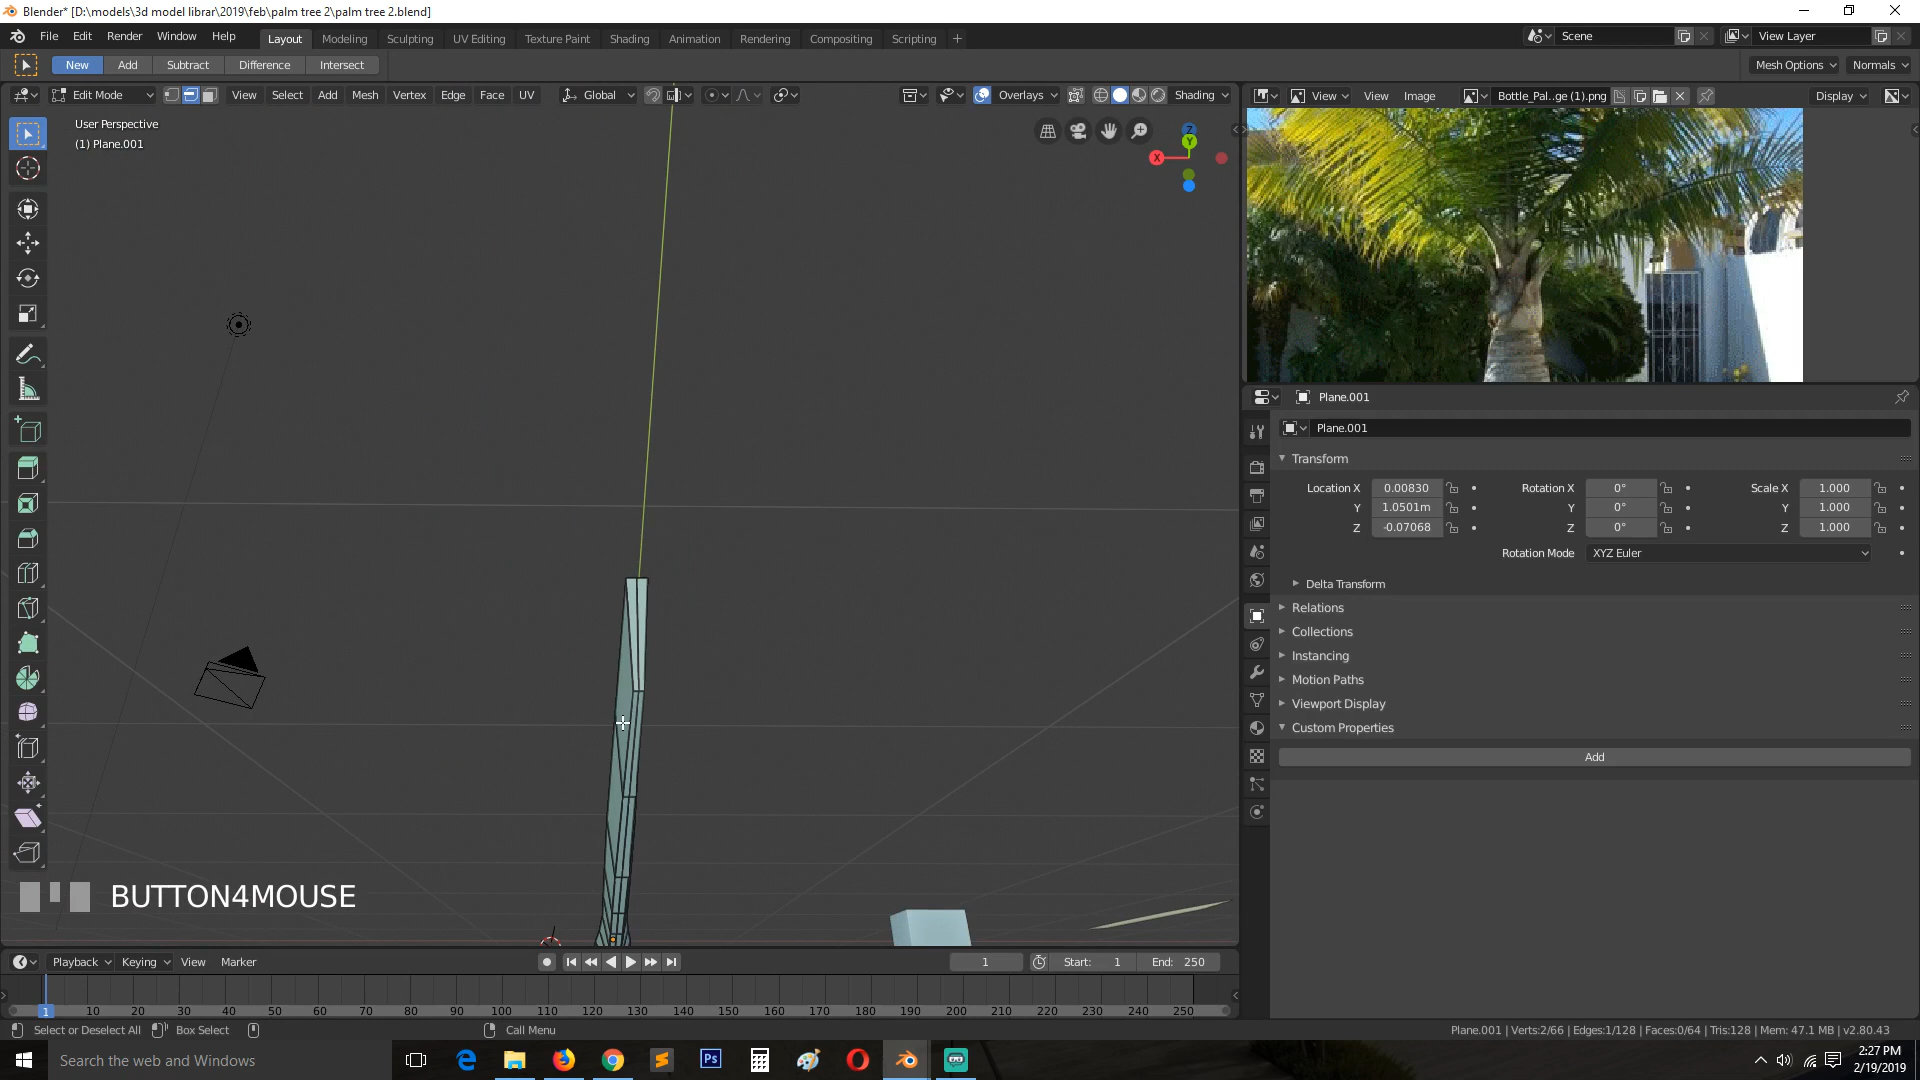 Blender* [D:\models\3d model librar\2019\feb\palm tree 2\palm tree 2.blend]
File Edit Render Window Help Layout Modeling Sculpting UV Editing Texture Paint Shading Animation Rendering Compositing Scripting + Scene View Layer
New Add Subtract Difference Intersect Mesh Options Normals
Edit Mode View Select Add Mesh Vertex Edge Face UV Global Overlays Shading View View Image Bottle_Pal..ge (1).png Display
User Perspective
(1) Plane.001
Z
Y
X
Plane.001
Plane.001
Transform
Location X 0.00830 Rotation X 0° Scale X 1.000
Y 1.0501m Y 0° Y 1.000
Z -0.07068 Z 0° Z 1.000
Rotation Mode XYZ Euler
Delta Transform
Relations
Collections
Instancing
Motion Paths
Viewport Display
Custom Properties
Add
BUTTON4MOUSE
Playback Keying View Marker 1 Start: 1 End: 250
1 10 20 30 40 50 60 70 80 90 100 110 120 130 140 150 160 170 180 190 200 210 220 230 240 250
Select or Deselect All Box Select Call Menu Plane.001 | Verts:2/66 | Edges:1/128 | Faces:0/64 | Tris:128 | Mem: 47.1 MB | v2.80.43
Search the web and Windows
Ps
2:27 PM
2/19/2019